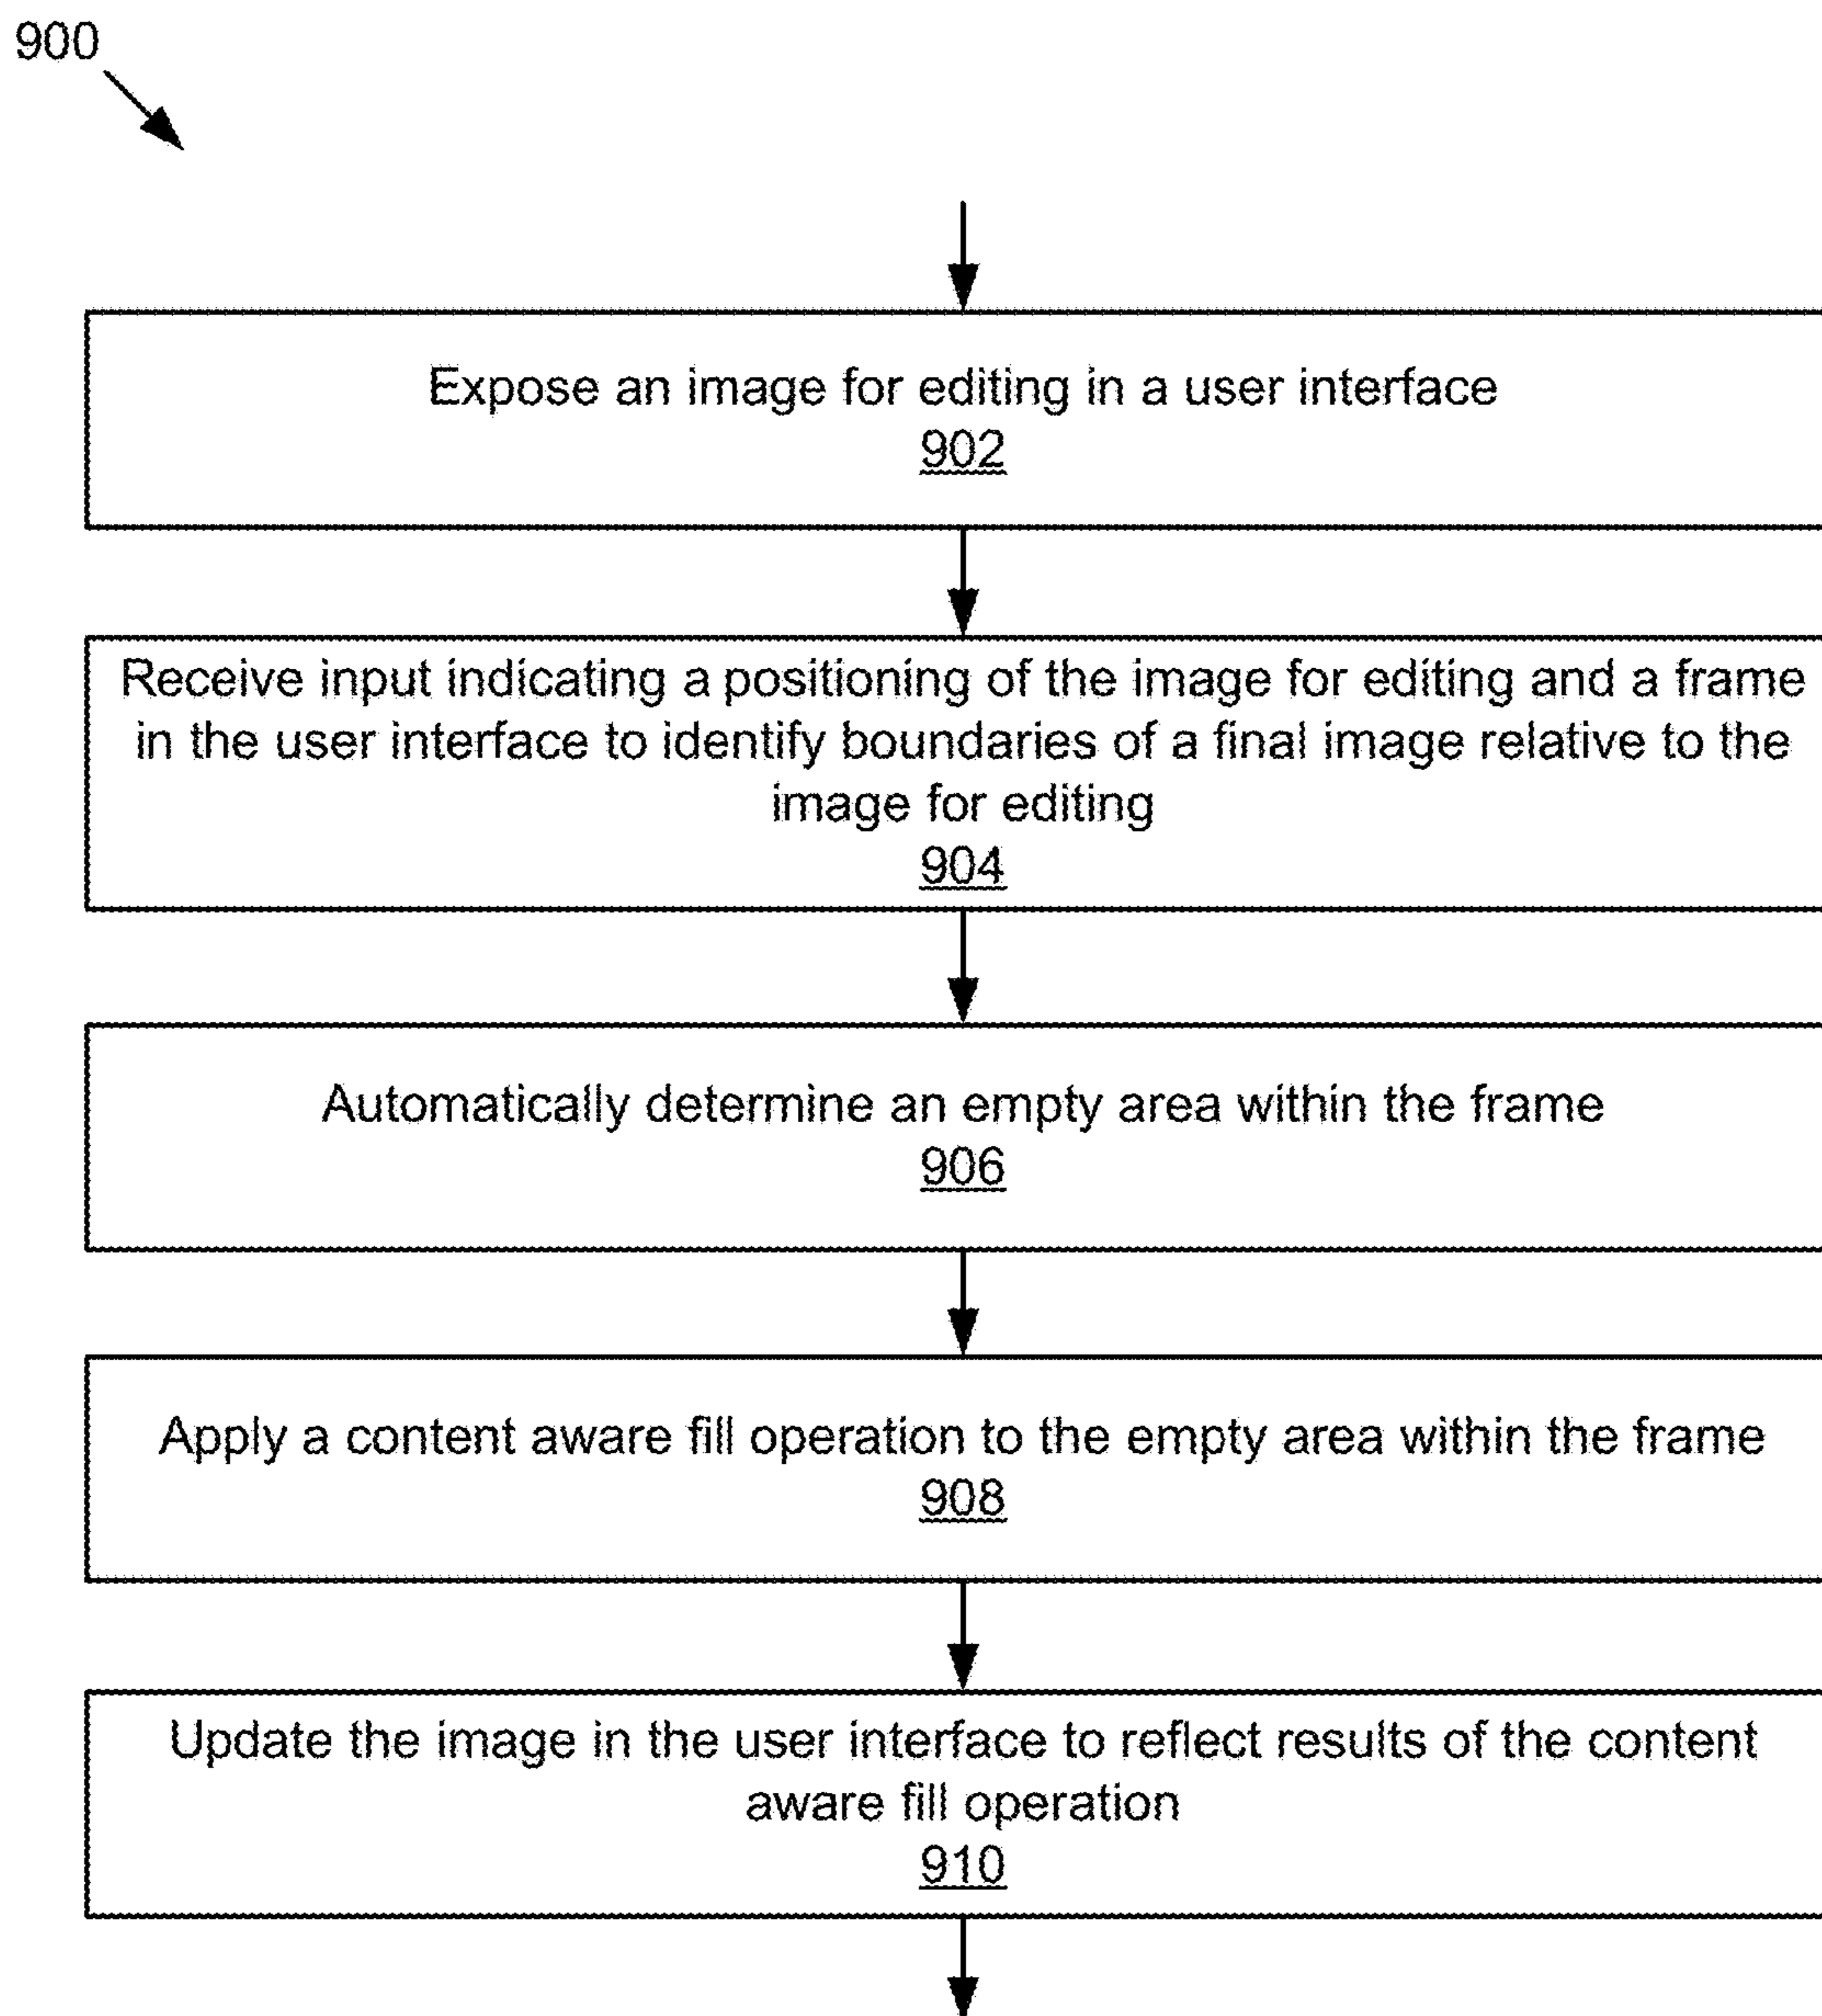 900
Expose an image for editing in a user interface
902
Receive input indicating a positioning of the image for editing and a frame
in the user interface to identify boundaries of a final image relative to the
image for editing
904
Automatically determine an empty area within the frame
906
Apply a content aware fill operation to the empty area within the frame
908
Update the image in the user interface to reflect results of the content
aware fill operation
910